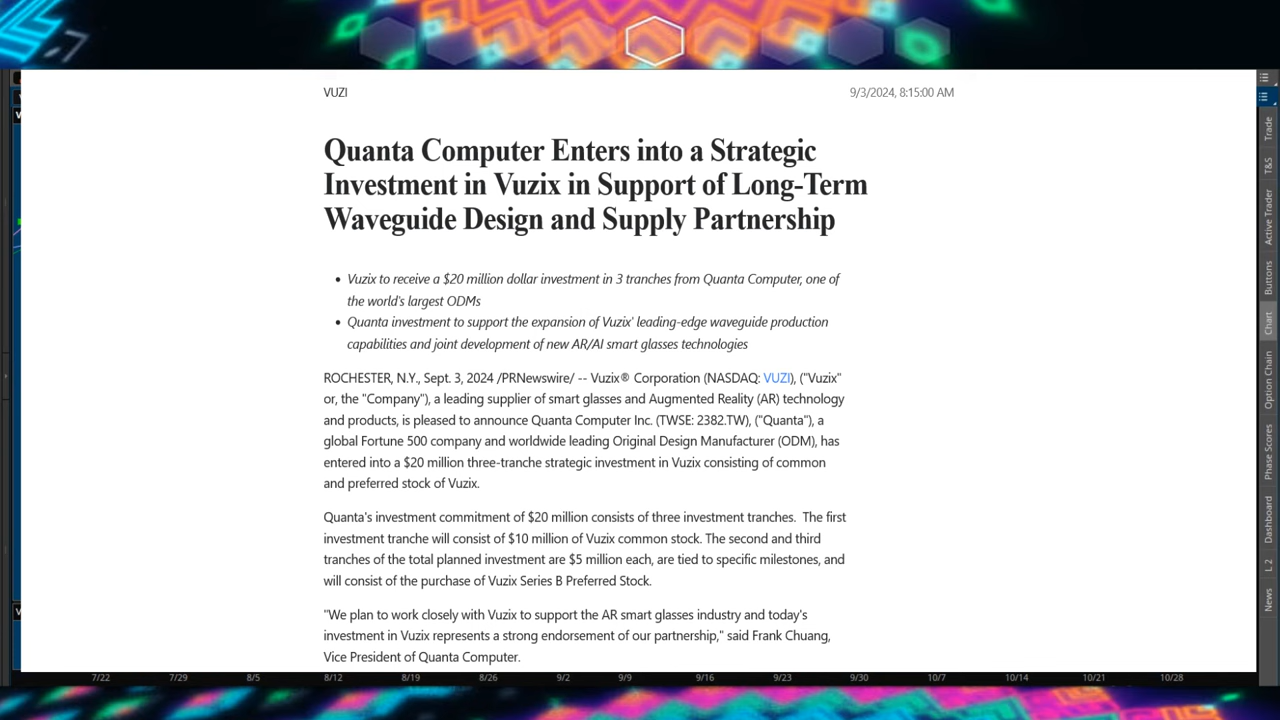 VUZI 9/3/2024, 8:15:00 AM
Quanta Computer Enters into a Strategic
Investment in Vuzix in Support of Long-Term
Waveguide Design and Supply Partnership
• Vuzix to receive a $20 million dollar investment in 3 tranches from Quanta Computer, one of
the world's largest ODMs
• Quanta investment to support the expansion of Vuzix' leading-edge waveguide production
capabilities and joint development of new AR/AI smart glasses technologies
ROCHESTER, N.Y., Sept. 3, 2024 /PRNewswire/ -- Vuzix® Corporation (NASDAQ: VUZI), ("Vuzix"
or, the "Company"), a leading supplier of smart glasses and Augmented Reality (AR) technology
and products, is pleased to announce Quanta Computer Inc. (TWSE: 2382.TW), ("Quanta"), a
global Fortune 500 company and worldwide leading Original Design Manufacturer (ODM), has
entered into a $20 million three-tranche strategic investment in Vuzix consisting of common
and preferred stock of Vuzix.
Quanta's investment commitment of $20 million consists of three investment tranches.  The first
investment tranche will consist of $10 million of Vuzix common stock. The second and third
tranches of the total planned investment are $5 million each, are tied to specific milestones, and
will consist of the purchase of Vuzix Series B Preferred Stock.
"We plan to work closely with Vuzix to support the AR smart glasses industry and today's
investment in Vuzix represents a strong endorsement of our partnership," said Frank Chuang,
Vice President of Quanta Computer.
7/22 7/29 8/5 8/12 8/19 8/26 9/2 9/9 9/16 9/23 9/30 10/7 10/14 10/21 10/28
Trade
T&S
Active Trader
Buttons
Chart
Option Chain
Phase Scores
Dashboard
L 2
News